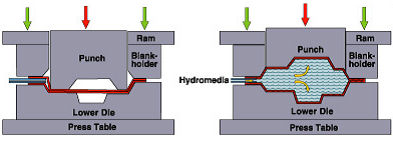 Ram
Punch
Blank-
holder
Lower Die
Press Table
Ram
Punch
Blank-
holder
Hydromedia
Lower Die
Press Table